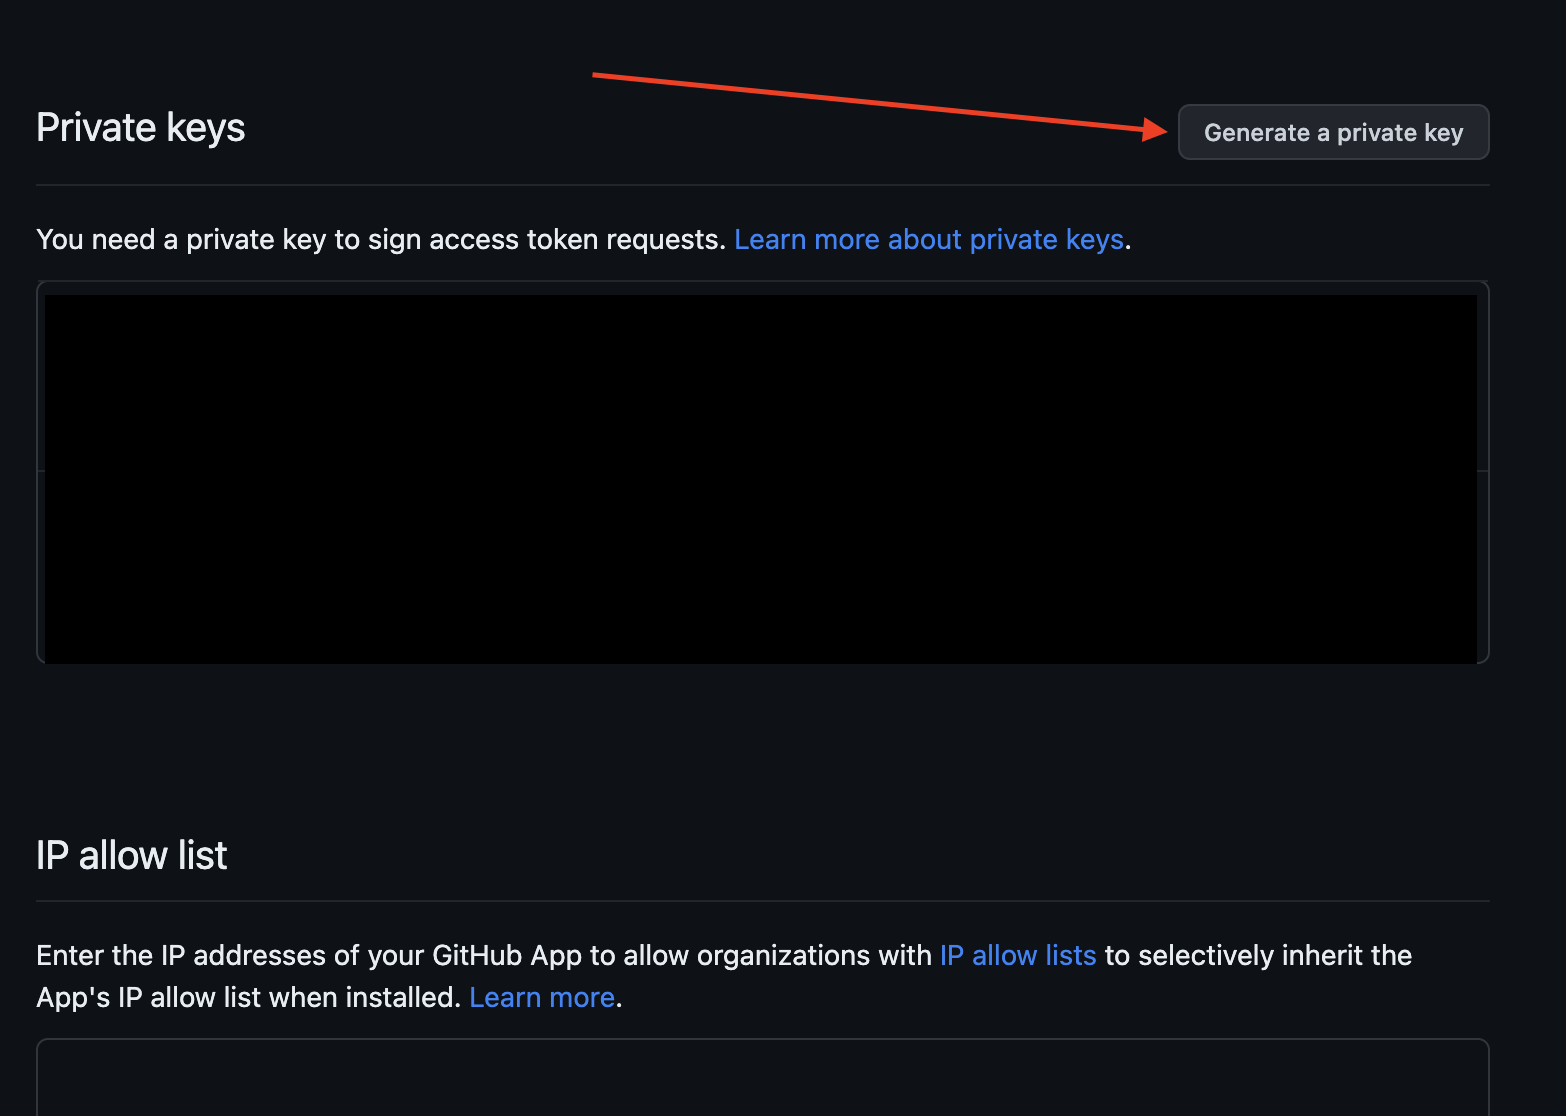 Private keys
Generate a private key
You need a private key to sign access token requests. Learn more about private keys.
IP allow list
Enter the IP addresses of your GitHub App to allow organizations with IP allow lists to selectively inherit the
App's IP allow list when installed. Learn more.